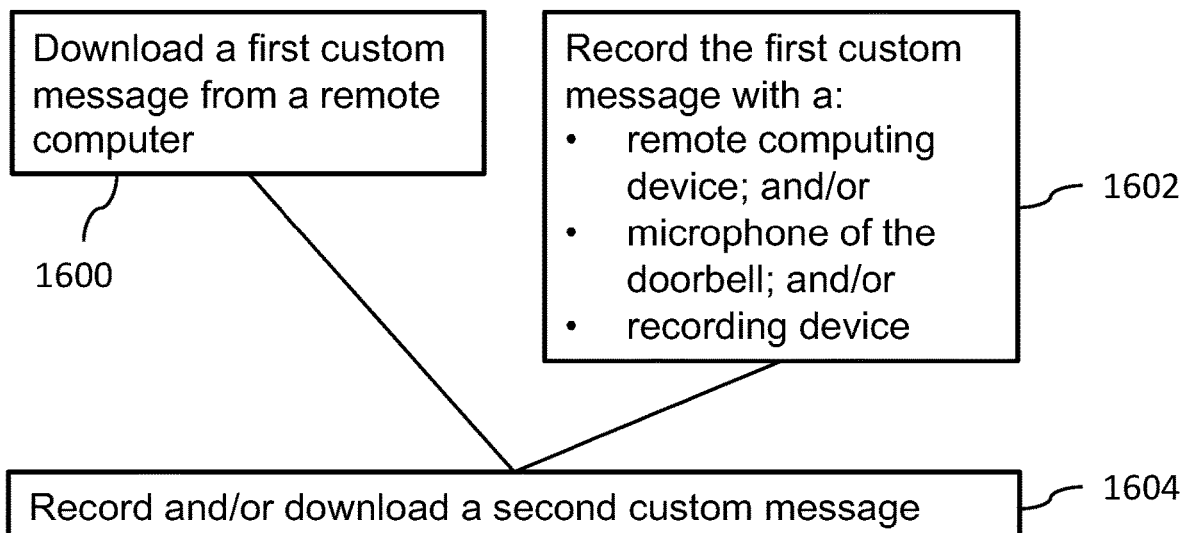 Download a first custom
message from a remote
computer
1600
Record the first custom
message with a:
• remote computing
device; and/or
• microphone of the
doorbell; and/or
• recording device
1602
Record and/or download a second custom message
1604